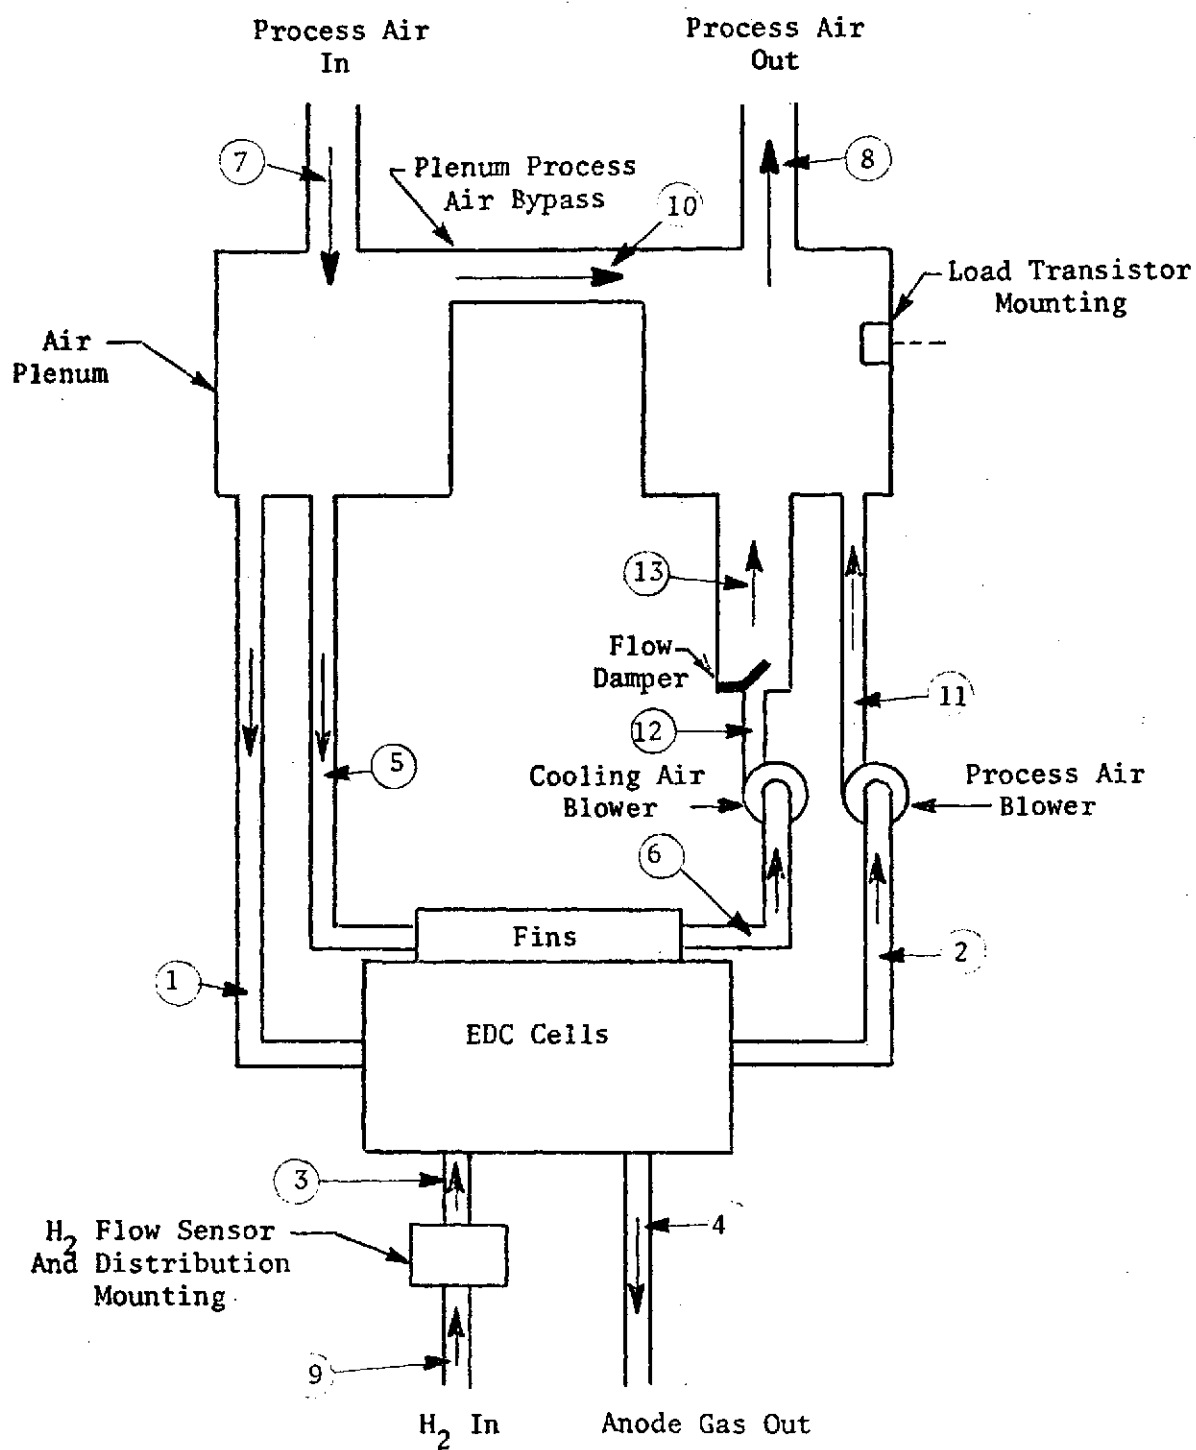 Process Air
In
Process Air
Out
7
8
Plenum Process
Air Bypass
10
Load Transistor
Mounting
Air
Plenum
13
Flow
Damper
11
12
5
Cooling Air
Blower
Process Air
Blower
6
Fins
2
1
EDC Cells
3
H2 Flow Sensor
And Distribution
Mounting
4
9
H2 In
Anode Gas Out